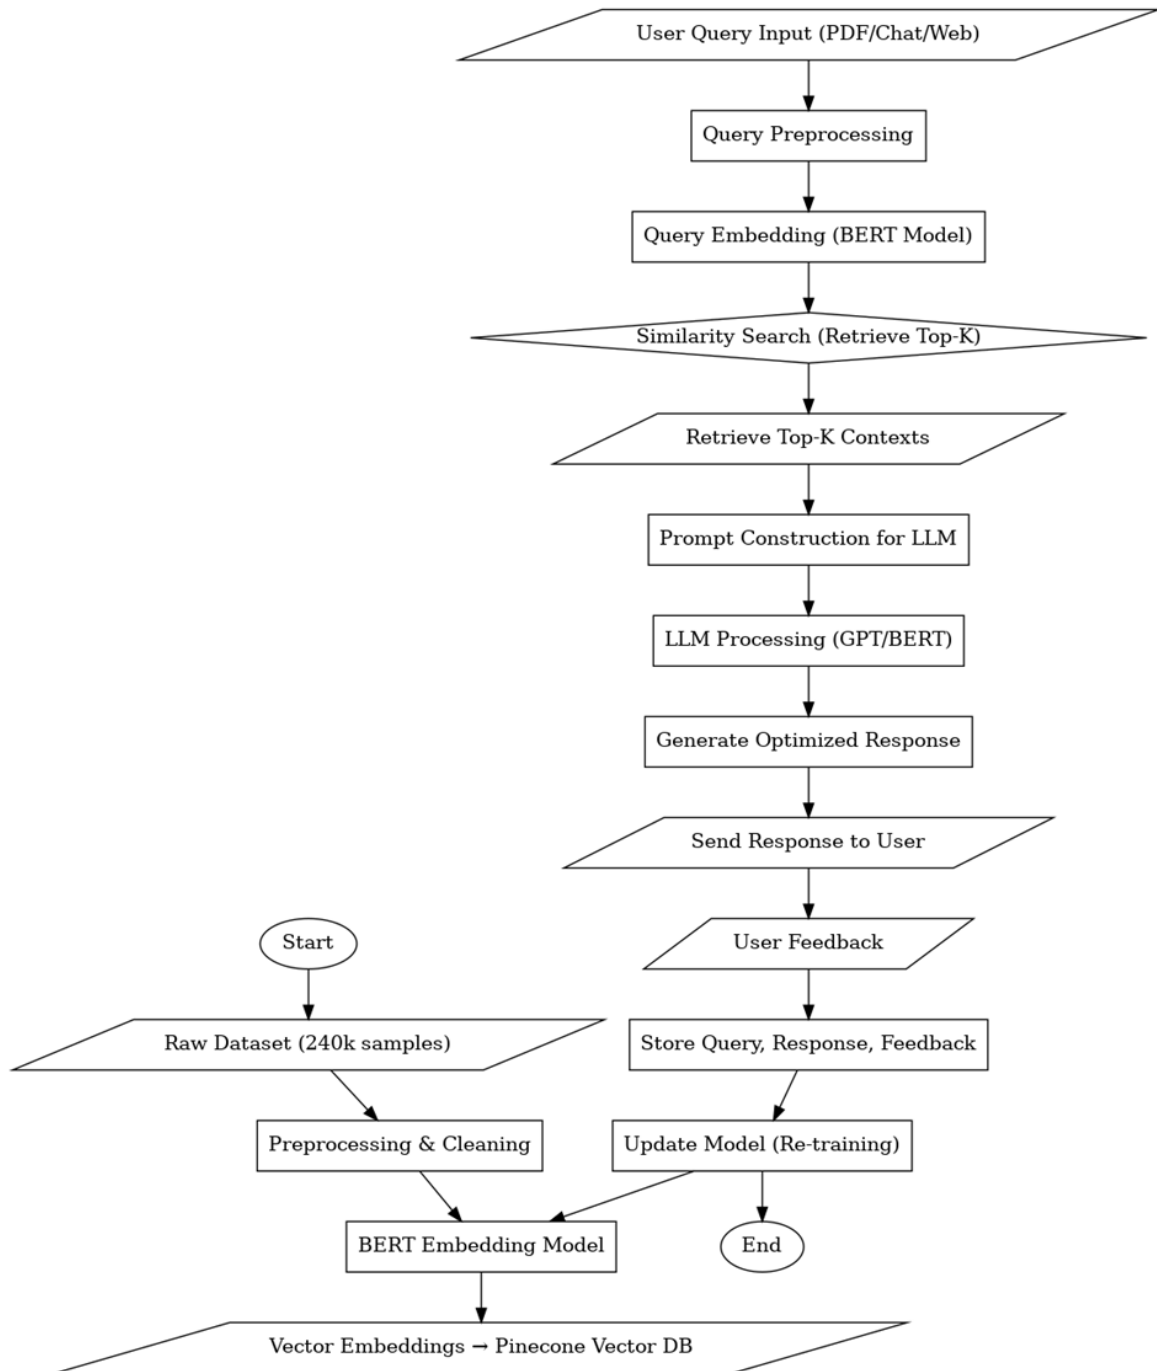 User Query Input (PDF/Chat/Web)
Query Preprocessing
Query Embedding (BERT Model)
Similarity Search (Retrieve Top-K)
Retrieve Top-K Contexts
Prompt Construction for LLM
LLM Processing (GPT/BERT)
Generate Optimized Response
Send Response to User
Start
User Feedback
Raw Dataset (240k samples)
Store Query, Response, Feedback
Preprocessing & Cleaning
Update Model (Re-training)
BERT Embedding Model
End
Vector Embeddings → Pinecone Vector DB